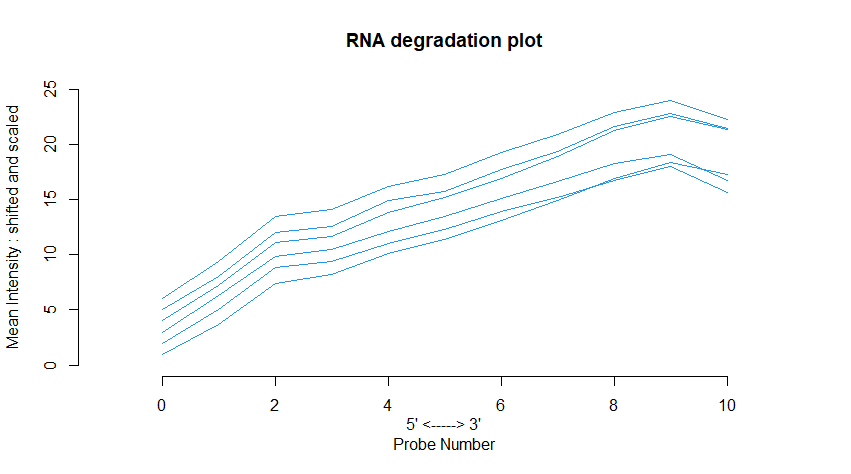 RNA degradation plot
Mean Intensity : shifted and scaled
25
20
15
10
5
0
0 2 4 6 8 10
5' <-----> 3'
Probe Number